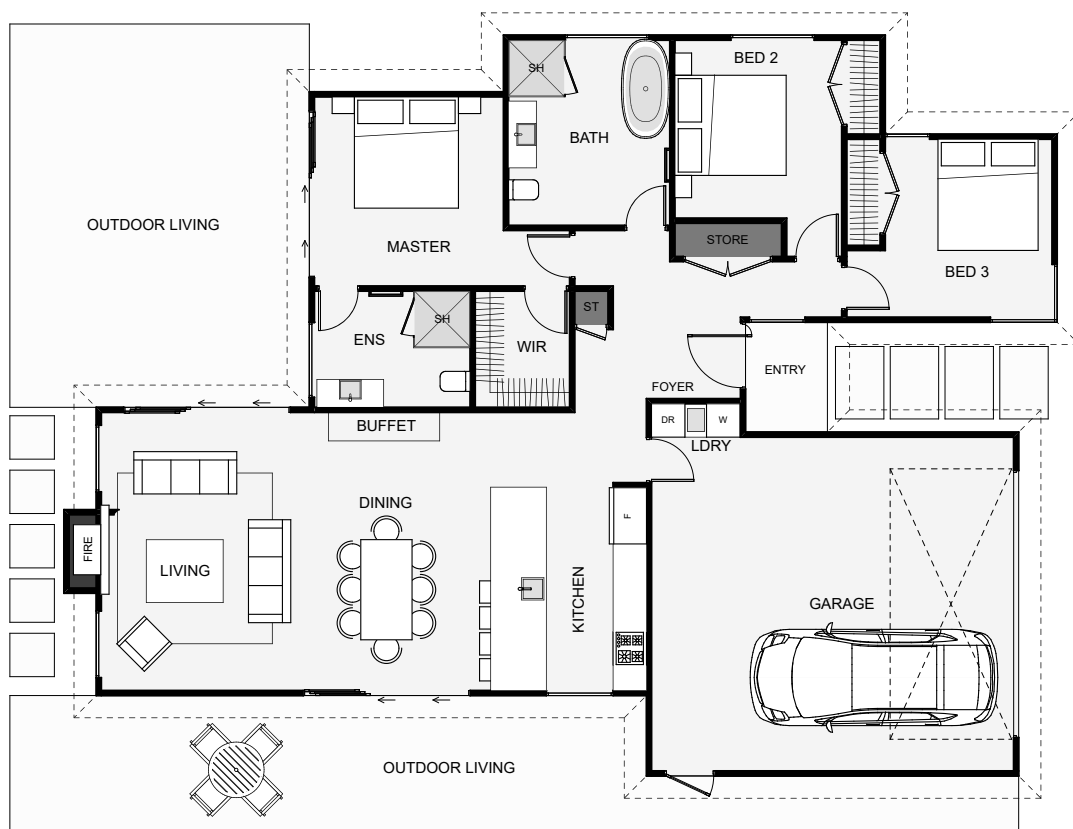 SH
BED 2
BATH
OUTDOOR LIVING
MASTER
STORE
BED 3
ST
SH
ENS
WIR
ENTRY
FOYER
DR
W
BUFFET
LDRY
DINING
F
FIRE
LIVING
KITCHEN
GARAGE
OUTDOOR LIVING